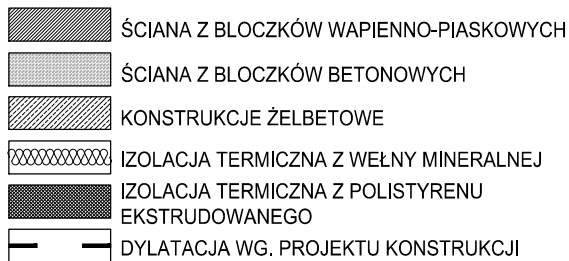 ŚCIANA Z BLOCZKÓW WAPIENNO-PIASKOWYCH
ŚCIANA Z BLOCZKÓW BETONOWYCH
KONSTRUKCJE ŻELBETOWE
IZOLACJA TERMICZNA Z WEŁNY MINERALNEJ
IZOLACJA TERMICZNA Z POLISTYRENU
EKSTRUDOWANEGO
DYLATACJA WG. PROJEKTU KONSTRUKCJI